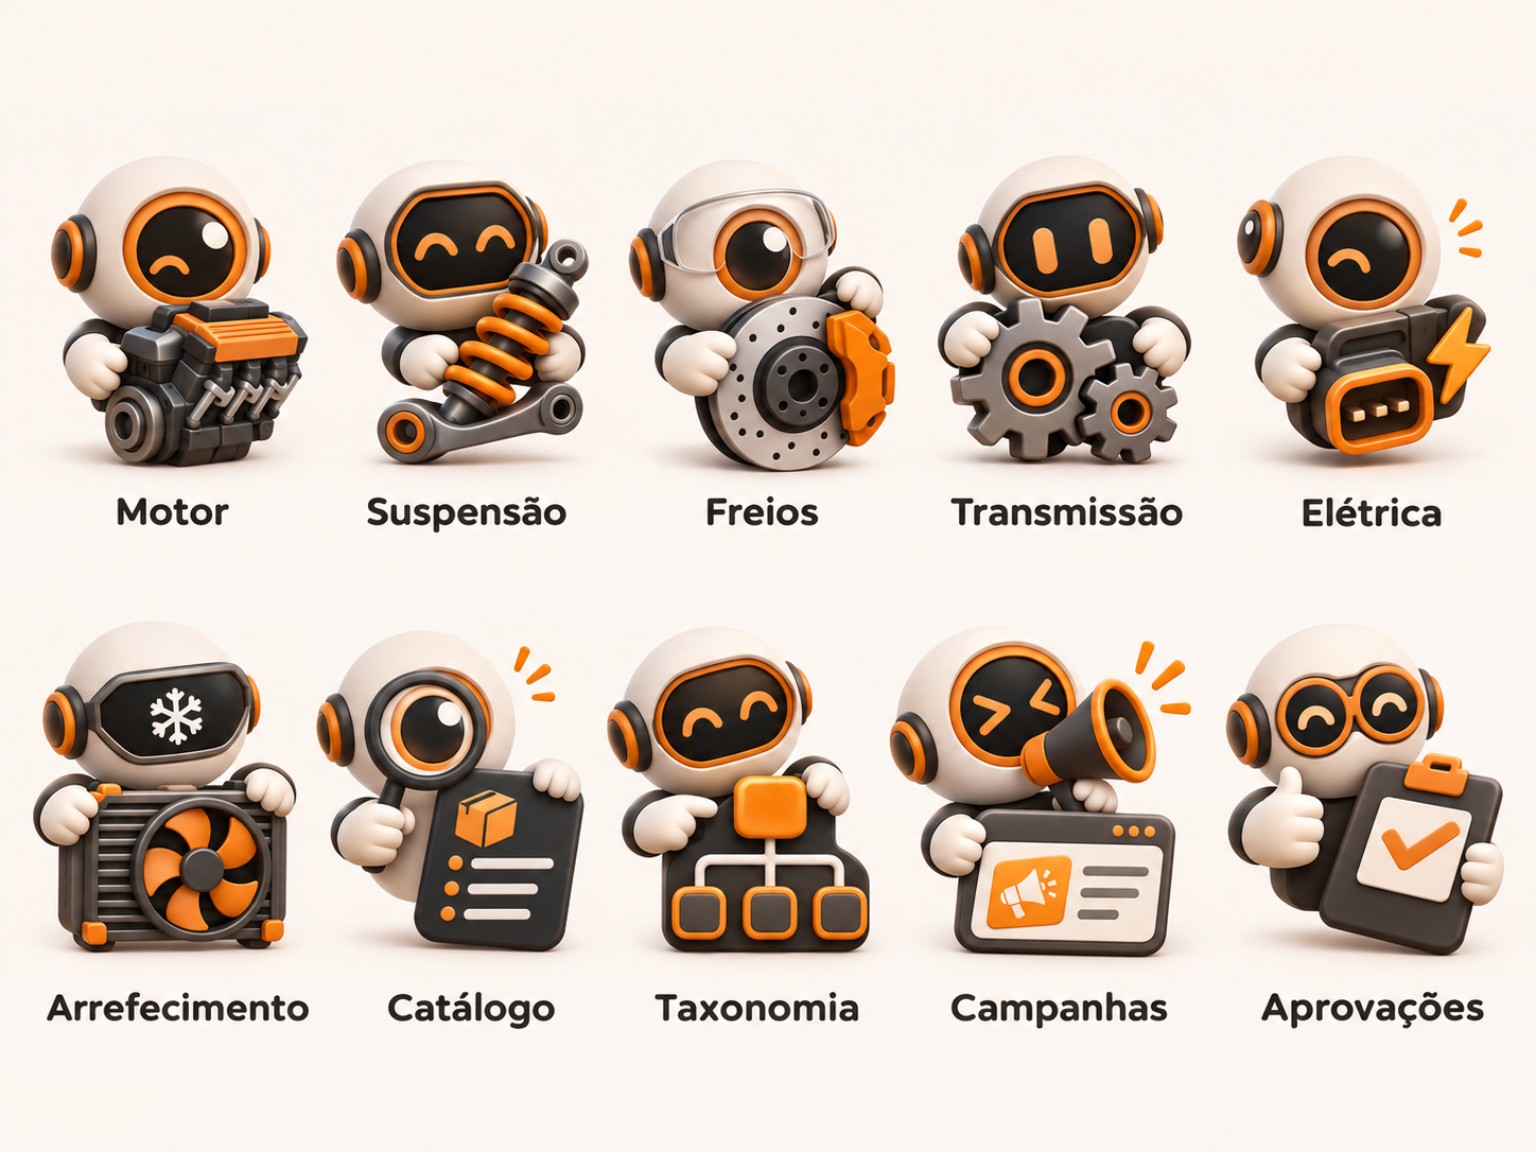 Motor
Suspensão
Freios
Transmissão
Elétrica
Arrefecimento
Catálogo
Taxonomia
Campanhas
Aprovações